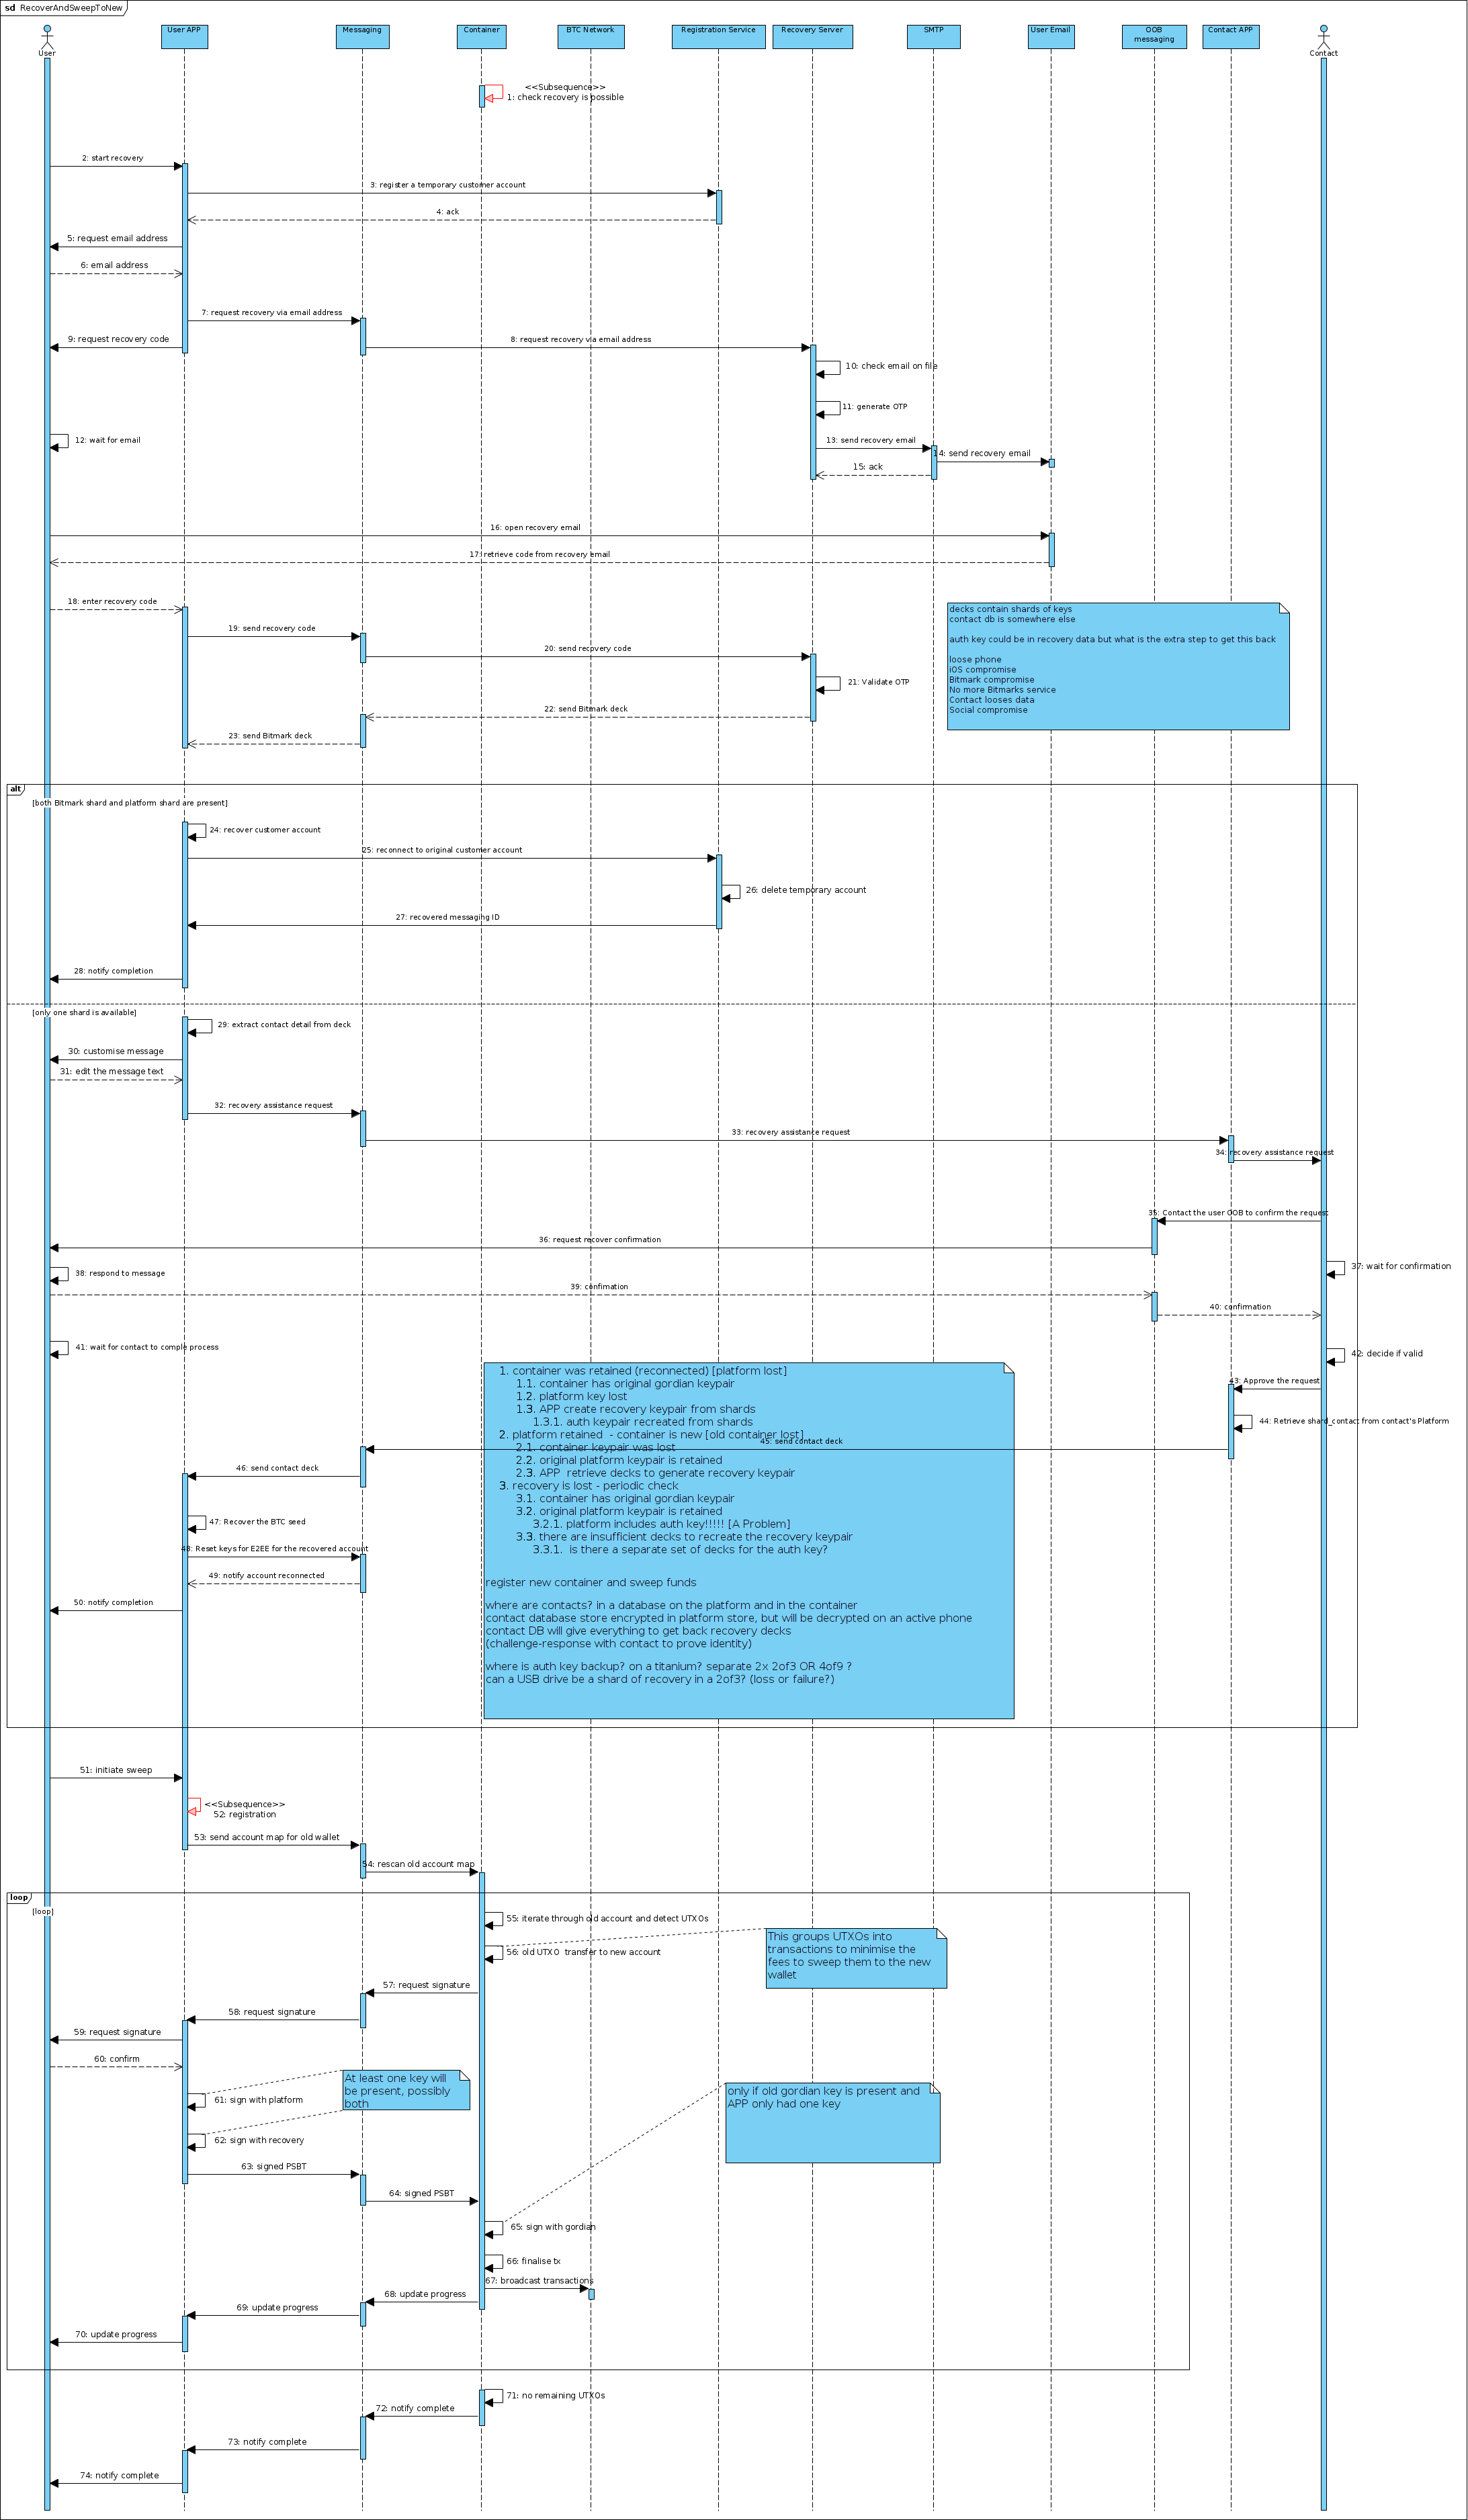 sd RecoverAndSweepToNew
User
User APP
Messaging
Container
BTC Network
Registration Service
Recovery Server
SMTP
User Email
OOB
messaging
Contact APP
Contact
<<Subsequence>>
1: check recovery is possible
2: start recovery
3: register a temporary customer account
4: ack
5: request email address
6: email address
7: request recovery via email address
9: request recovery code
8: request recovery via email address
10: check email on file
11: generate OTP
12: wait for email
13: send recovery email
14: send recovery email
15: ack
16: open recovery email
17: retrieve code from recovery email
18: enter recovery code
19: send recovery code
20: send recovery code
21: Validate OTP
22: send Bitmark deck
23: send Bitmark deck
decks contain shards of keys
contact db is somewhere else
auth key could be in recovery data but what is the extra step to get this back
loose phone
iOS compromise
Bitmark compromise
No more Bitmarks service
Contact looses data
Social compromise
alt
[both Bitmark shard and platform shard are present]
24: recover customer account
25: reconnect to original customer account
26: delete temporary account
27: recovered messaging ID
28: notify completion
[only one shard is available]
29: extract contact detail from deck
30: customise message
31: edit the message text
32: recovery assistance request
33: recovery assistance request
34: recovery assistance request
35: Contact the user OOB to confirm the request
36: request recover confirmation
37: wait for confirmation
38: respond to message
39: confimation
40: confirmation
41: wait for contact to comple process
42: decide if valid
43: Approve the request
44: Retrieve shard_contact from contact's Platform
45: send contact deck
46: send contact deck
47: Recover the BTC seed
48: Reset keys for E2EE for the recovered account
49: notify account reconnected
50: notify completion
1. container was retained (reconnected) [platform lost]
1.1. container has original gordian keypair
1.2. platform key lost
1.3. APP create recovery keypair from shards
1.3.1. auth keypair recreated from shards
2. platform retained - container is new [old container lost]
2.1. container keypair was lost
2.2. original platform keypair is retained
2.3. APP retrieve decks to generate recovery keypair
3. recovery is lost - periodic check
3.1. container has original gordian keypair
3.2. original platform keypair is retained
3.2.1. platform includes auth key!!!!! [A Problem]
3.3. there are insufficient decks to recreate the recovery keypair
3.3.1. is there a separate set of decks for the auth key?
register new container and sweep funds
where are contacts? in a database on the platform and in the container
contact database store encrypted in platform store, but will be decrypted on an active phone
contact DB will give everything to get back recovery decks
(challenge-response with contact to prove identity)
where is auth key backup? on a titanium? separate 2x 2of3 OR 4of9 ?
can a USB drive be a shard of recovery in a 2of3? (loss or failure?)
51: initiate sweep
<<Subsequence>>
52: registration
53: send account map for old wallet
54: rescan old account map
loop
[loop]
55: iterate through old account and detect UTXOs
56: old UTXO transfer to new account
This groups UTXOs into
transactions to minimise the
fees to sweep them to the new
wallet
57: request signature
58: request signature
59: request signature
60: confirm
61: sign with platform
At least one key will
be present, possibly
both
only if old gordian key is present and
APP only had one key
62: sign with recovery
63: signed PSBT
64: signed PSBT
65: sign with gordian
66: finalise tx
67: broadcast transactions
68: update progress
69: update progress
70: update progress
71: no remaining UTXOs
72: notify complete
73: notify complete
74: notify complete